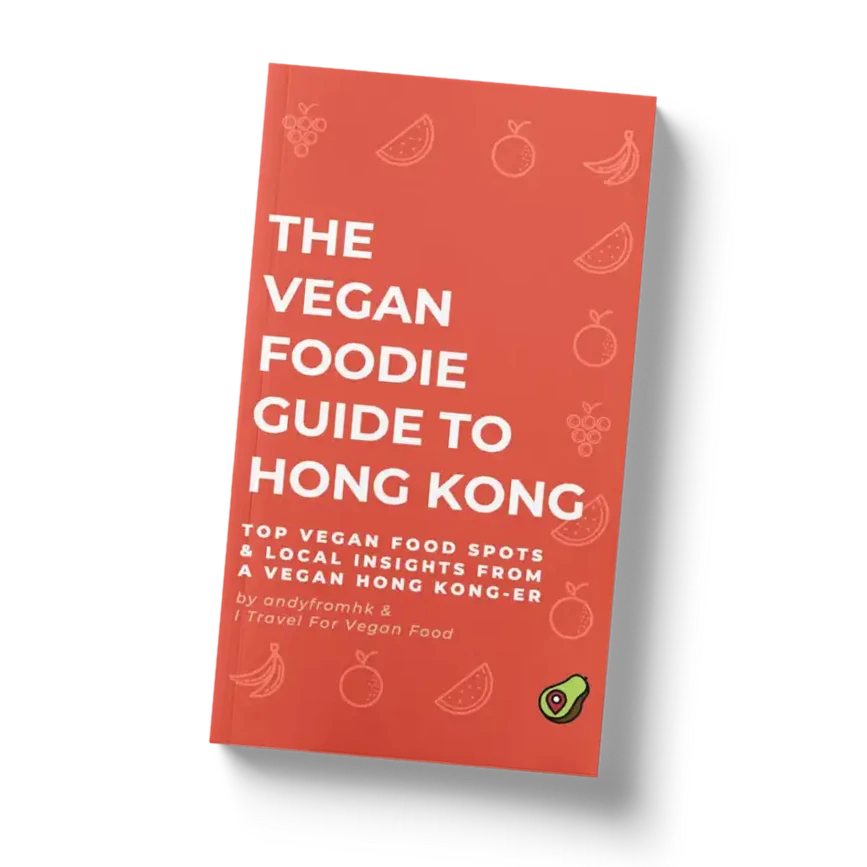 THE
VEGAN
FOODIE
GUIDE TO
HONG KONG
TOP VEGAN FOOD SPOTS
& LOCAL INSIGHTS FROM
A VEGAN HONG KONG-ER
by andyfromhk &
I Travel For Vegan Food